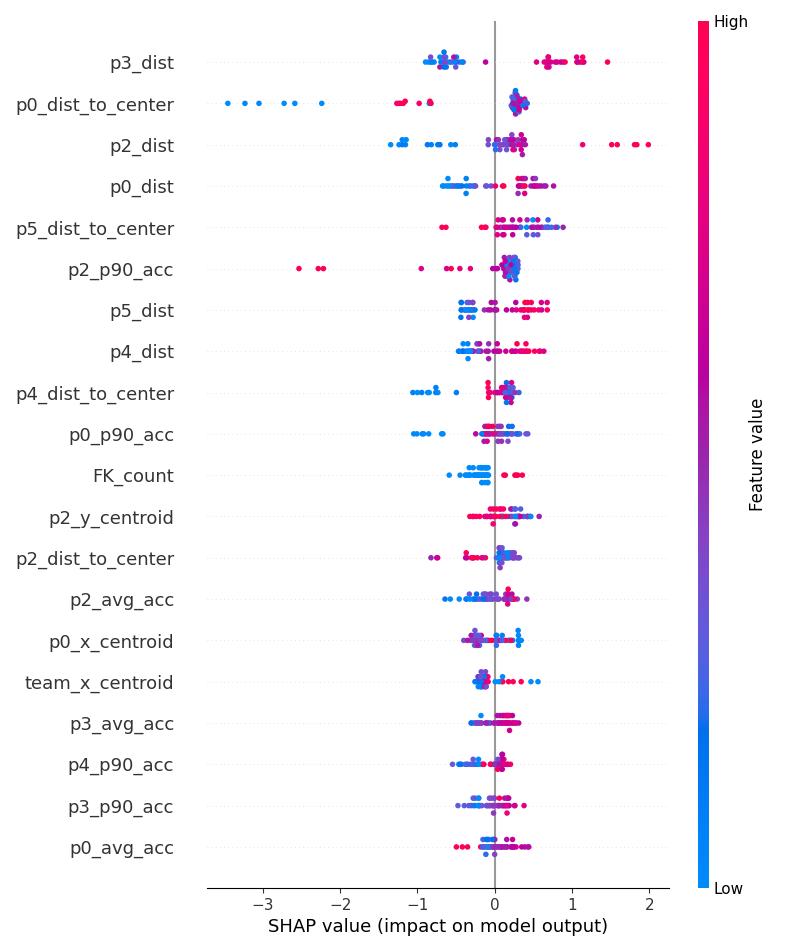 High
p3_dist
p0_dist_to_center
p2_dist
p0_dist
p5_dist_to_center
p2_p90_acc
p5_dist
p4_dist
p4_dist_to_center
p0_p90_acc
FK_count
p2_y_centroid
p2_dist_to_center
p2_avg_acc
p0_x_centroid
team_x_centroid
p3_avg_acc
p4_p90_acc
p3_p90_acc
p0_avg_acc
Feature value
Low
−3 −2 −1 0 1 2
SHAP value (impact on model output)